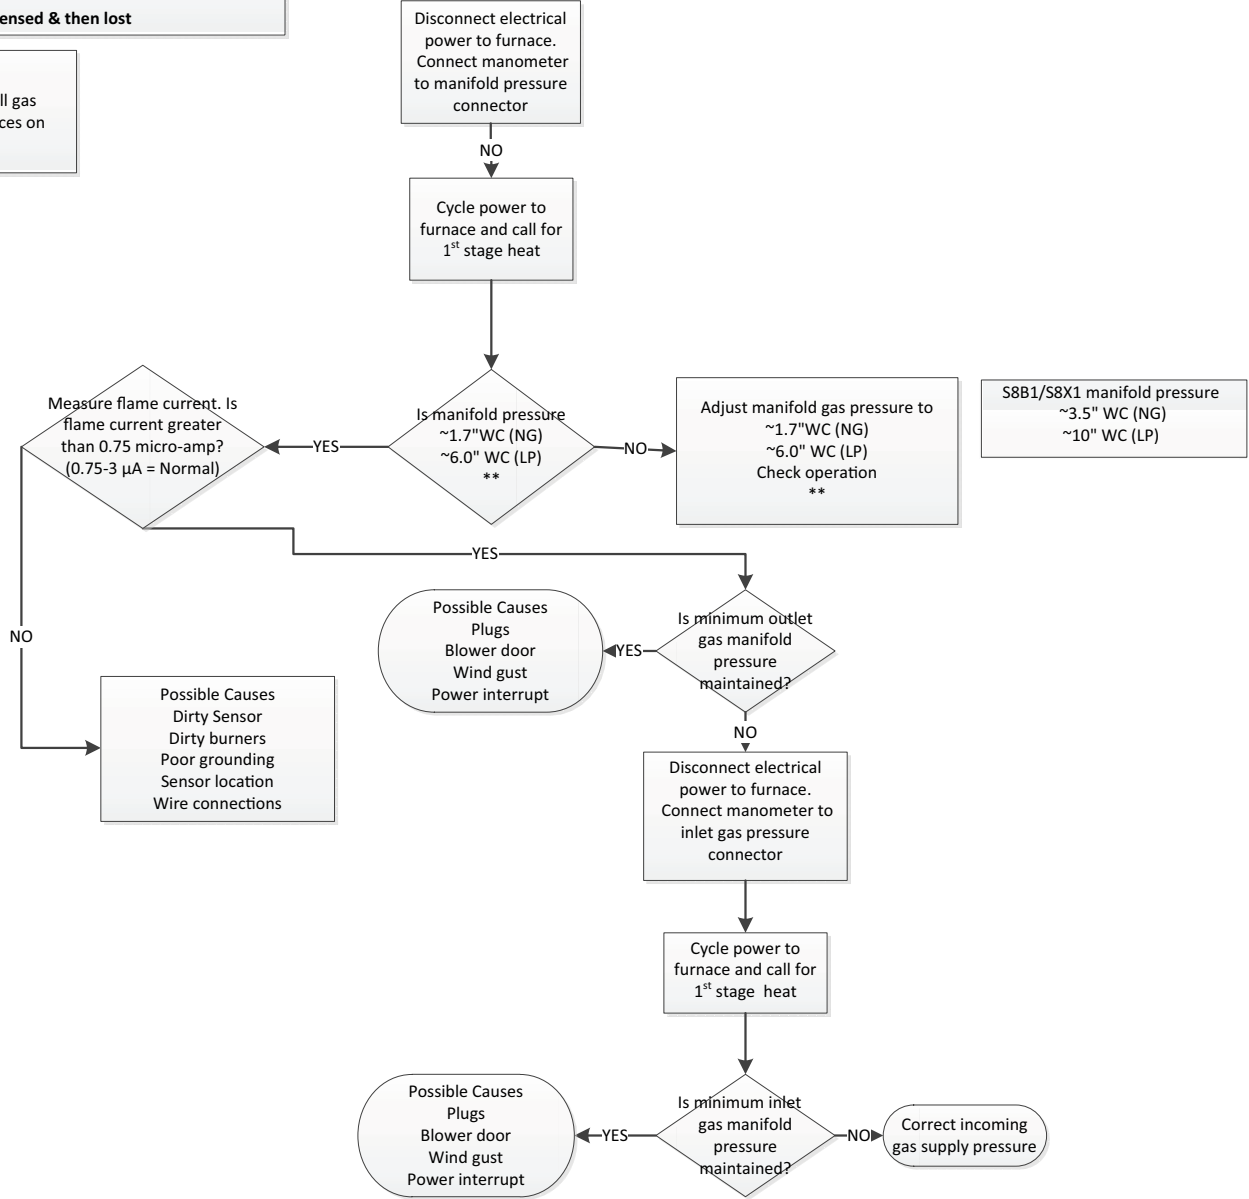 ensed & then lost
ll gas
ces on
Disconnect electrical
power to furnace.
Connect manometer
to manifold pressure
connector
NO
Cycle power to
furnace and call for
1st stage heat
Measure flame current. Is
flame current greater
than 0.75 micro-amp?
(0.75-3 µA = Normal)
YES
Is manifold pressure
~1.7"WC (NG)
~6.0" WC (LP)
**
NO
Adjust manifold gas pressure to
~1.7"WC (NG)
~6.0" WC (LP)
Check operation
**
S8B1/S8X1 manifold pressure
~3.5" WC (NG)
~10" WC (LP)
YES
NO
Possible Causes
Plugs
Blower door
Wind gust
Power interrupt
YES
Is minimum outlet
gas manifold
pressure
maintained?
Possible Causes
Dirty Sensor
Dirty burners
Poor grounding
Sensor location
Wire connections
NO
Disconnect electrical
power to furnace.
Connect manometer to
inlet gas pressure
connector
Cycle power to
furnace and call for
1st stage heat
Possible Causes
Plugs
Blower door
Wind gust
Power interrupt
YES
Is minimum inlet
gas manifold
pressure
maintained?
NO
Correct incoming
gas supply pressure